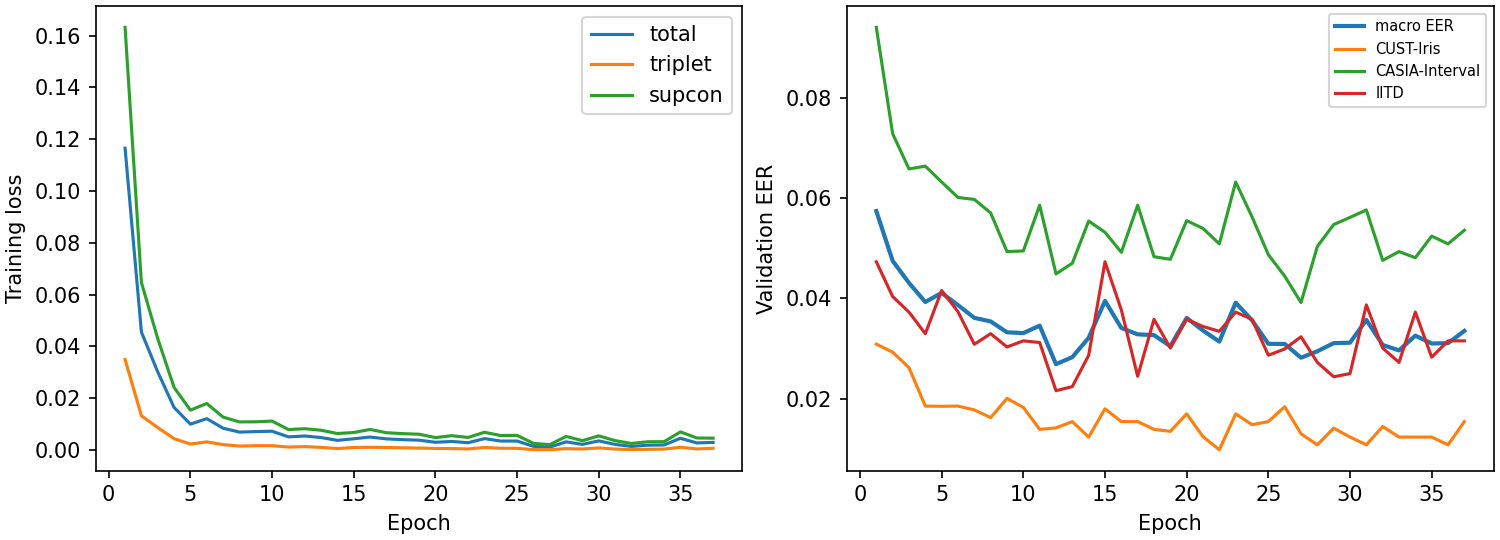 Training loss
0.16
0.14
0.12
0.10
0.08
0.06
0.04
0.02
0.00
total
triplet
supcon
0 5 10 15 20 25 30 35
Epoch
Validation EER
0.08
0.06
0.04
0.02
macro EER
CUST-Iris
CASIA-Interval
IITD
0 5 10 15 20 25 30 35
Epoch